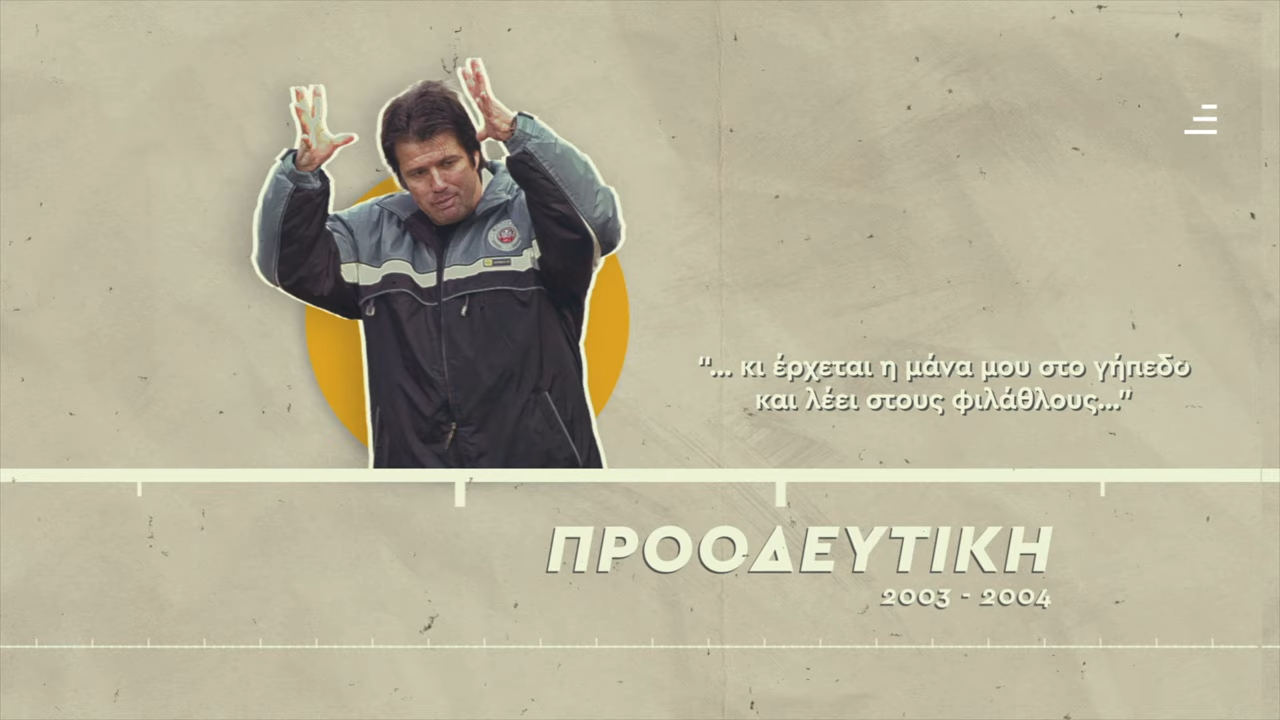 "... κι έρχεται η μάνα μου στο γήπεδο
και λέει στους φιλάθλους..."
ΠΡΟΟΔΕΥΤΙΚΗ
2003 - 2004